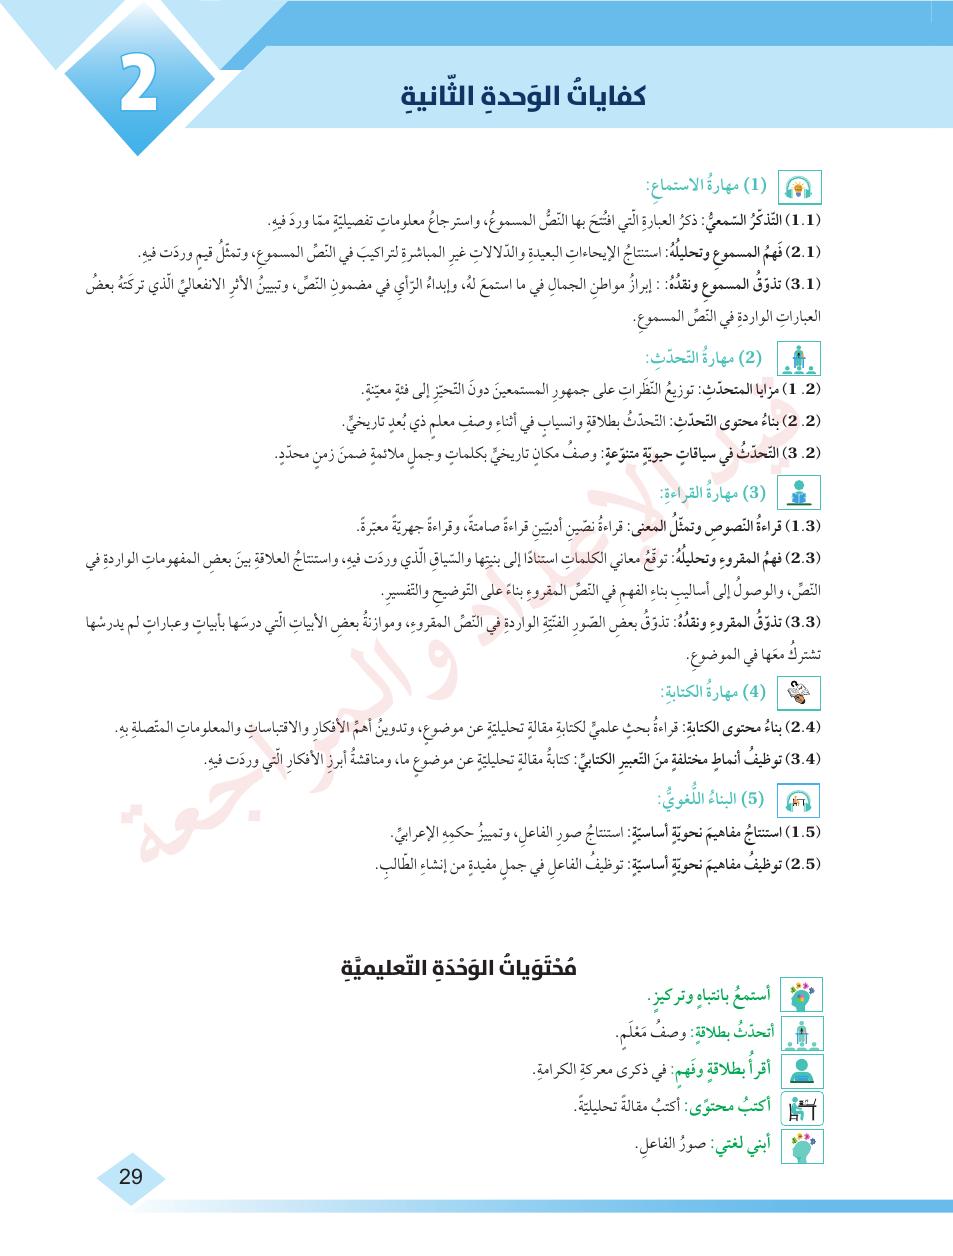 2
كفاياتُ الوَحدةِ الثّانيةِ
(1) مهارةُ الاستماعِ:
(1.1) التّذكّرُ السّمعيُّ: ذكرُ العبارةِ الّتي افتُتحَ بها النّصُّ المسموعُ، واسترجاعُ معلوماتٍ تفصيليّةٍ ممّا وردَ فيهِ.
(2.1) فَهمُ المسموعِ وتحليلُهُ: استنتاجُ الإيحاءاتِ البعيدةِ والدّلالاتِ غيرِ المباشرةِ لتراكيبَ في النّصِّ المسموعِ، وتمثّلُ قيمٍ وردَت فيهِ.
(3.1) تذوّقُ المسموعِ ونقدُهُ: : إبرازُ مواطنِ الجمالِ في ما استمعَ لهُ، وإبداءُ الرّأيِ في مضمونِ النّصِّ، وتبيينُ الأثرِ الانفعاليِّ الّذي تركَتهُ بعضُ
العباراتِ الواردةِ في النّصِّ المسموعِ.
(2) مهارةُ التّحدّثِ:
(2. 1) مزايا المتحدّثِ: توزيعُ النّظَراتِ على جمهورِ المستمعينَ دونَ التّحيّزِ إلى فئةٍ معيّنةٍ.
(2. 2) بناءُ محتوى التّحدّثِ: التّحدّثُ بطلاقةٍ وانسيابٍ في أثناءِ وصفِ معلمٍ ذي بُعدٍ تاريخيٍّ.
(2. 3) التّحدّثُ في سياقاتٍ حيويّةٍ متنوّعةٍ: وصفُ مكانٍ تاريخيٍّ بكلماتٍ وجملٍ ملائمةٍ ضمنَ زمنٍ محدّدٍ.
(3) مهارةُ القراءةِ:
(1.3) قراءةُ النّصوصِ وتمثّلُ المعنى: قراءةُ نصّينِ أدبيّينِ قراءةً صامتةً، وقراءةً جهريّةً معبّرةً.
(2.3) فهمُ المقروءِ وتحليلُهُ: توقّعُ معاني الكلماتِ استنادًا إلى بنيتِها والسّياقِ الّذي وردَت فيهِ، واستنتاجُ العلاقةِ بينَ بعضِ المفهوماتِ الواردةِ في
النّصِّ، والوصولُ إلى أساليبِ بناءِ الفهمِ في النّصِّ المقروءِ بناءً على التّوضيحِ والتّفسيرِ.
(3.3) تذوّقُ المقروءِ ونقدُهُ: تذوّقُ بعضِ الصّورِ الفنّيّةِ الواردةِ في النّصِّ المقروءِ، وموازنةُ بعضِ الأبياتِ الّتي درسَها بأبياتٍ وعباراتٍ لم يدرسْها
تشتركُ معَها في الموضوعِ.
(4) مهارةُ الكتابةِ:
(2.4) بناءُ محتوى الكتابةِ: قراءةُ بحثٍ علميٍّ لكتابةِ مقالةٍ تحليليّةٍ عن موضوعٍ، وتدوينُ أهمِّ الأفكارِ والاقتباساتِ والمعلوماتِ المتّصلةِ بهِ.
(3.4) توظيفُ أنماطٍ مختلفةٍ منَ التّعبيرِ الكتابيِّ: كتابةُ مقالةٍ تحليليّةٍ عن موضوعٍ ما، ومناقشةُ أبرزِ الأفكارِ الّتي وردَت فيهِ.
(5) البناءُ اللُّغويُّ:
(1.5) استنتاجُ مفاهيمَ نحويّةٍ أساسيّةٍ: استنتاجُ صورِ الفاعلِ، وتمييزُ حكمِهِ الإعرابيِّ.
(2.5) توظيفُ مفاهيمَ نحويّةٍ أساسيّةٍ: توظيفُ الفاعلِ في جملٍ مفيدةٍ من إنشاءِ الطّالبِ.
قيد الإعداد والمراجعة
مُحْتَوَياتُ الوَحْدَةِ التّعليميَّةِ
أستمعُ بانتباهٍ وتركيزٍ.
أتحدّثُ بطلاقةٍ: وصفُ مَعْلَمٍ.
أقرأُ بطلاقةٍ وفَهمٍ: في ذكرى معركةِ الكرامةِ.
أكتبُ محتوًى: أكتبُ مقالةً تحليليّةً.
أبني لغتي: صورُ الفاعلِ.
29